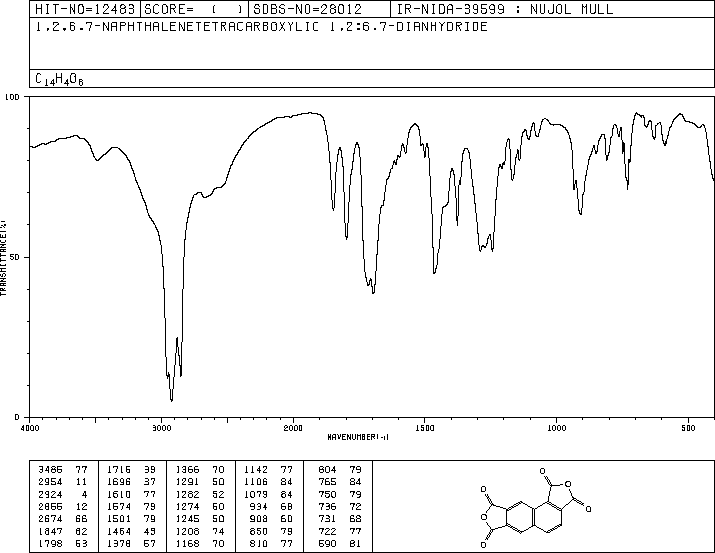 HIT-NO=12483 SCORE= ( ) SDBS-NO=28012 IR-NIDA-39599 : NUJOL MULL
1,2,6,7-NAPHTHALENETETRACARBOXYLIC 1,2:6,7-DIANHYDRIDE
C14H4O6
100
50
0
TRANSMITTANCE(%)
4000 3000 2000 1500 1000 500
WAVENUMBER(-1)
3485 77 1715 39 1366 70 1142 77 804 79
2954 11 1696 37 1291 50 1106 84 765 84
2924 4 1610 77 1282 52 1079 84 750 79
2855 12 1574 79 1274 50 934 68 736 72
2674 66 1501 79 1245 50 908 60 731 68
1847 62 1464 43 1208 74 850 79 722 77
1798 53 1378 57 1168 70 810 77 590 81
O O O O O O